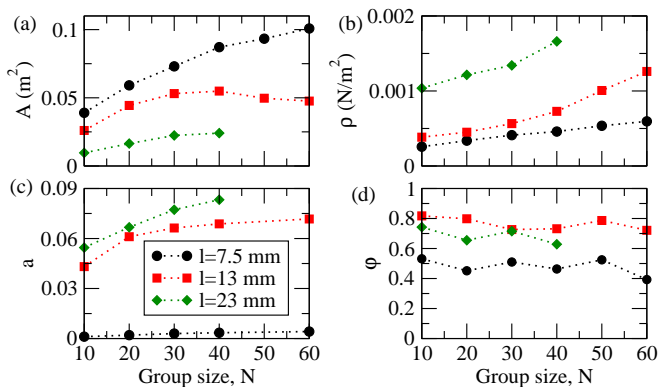 (a)
A (m²)
0.1
0.05
0
(b)
ρ (N/m²)
0.002
0.001
0
(c)
a
0.09
0.06
0.03
0
l=7.5 mm
l=13 mm
l=23 mm
10 20 30 40 50 60
Group size, N
(d)
φ
1
0.8
0.6
0.4
0.2
0
10 20 30 40 50 60
Group size, N